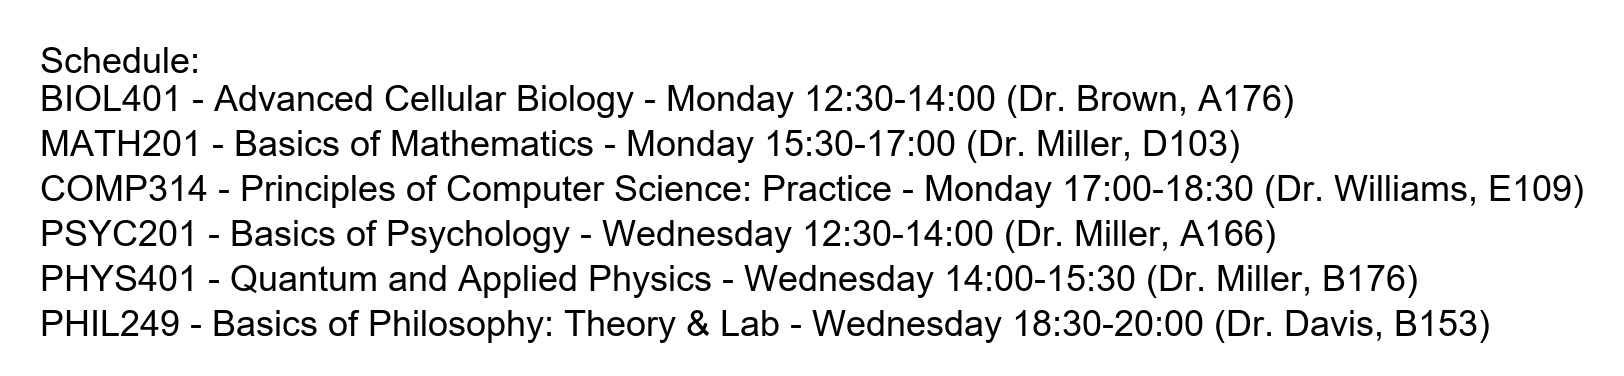 Schedule:
BIOL401 - Advanced Cellular Biology - Monday 12:30-14:00 (Dr. Brown, A176)
MATH201 - Basics of Mathematics - Monday 15:30-17:00 (Dr. Miller, D103)
COMP314 - Principles of Computer Science: Practice - Monday 17:00-18:30 (Dr. Williams, E109)
PSYC201 - Basics of Psychology - Wednesday 12:30-14:00 (Dr. Miller, A166)
PHYS401 - Quantum and Applied Physics - Wednesday 14:00-15:30 (Dr. Miller, B176)
PHIL249 - Basics of Philosophy: Theory & Lab - Wednesday 18:30-20:00 (Dr. Davis, B153)